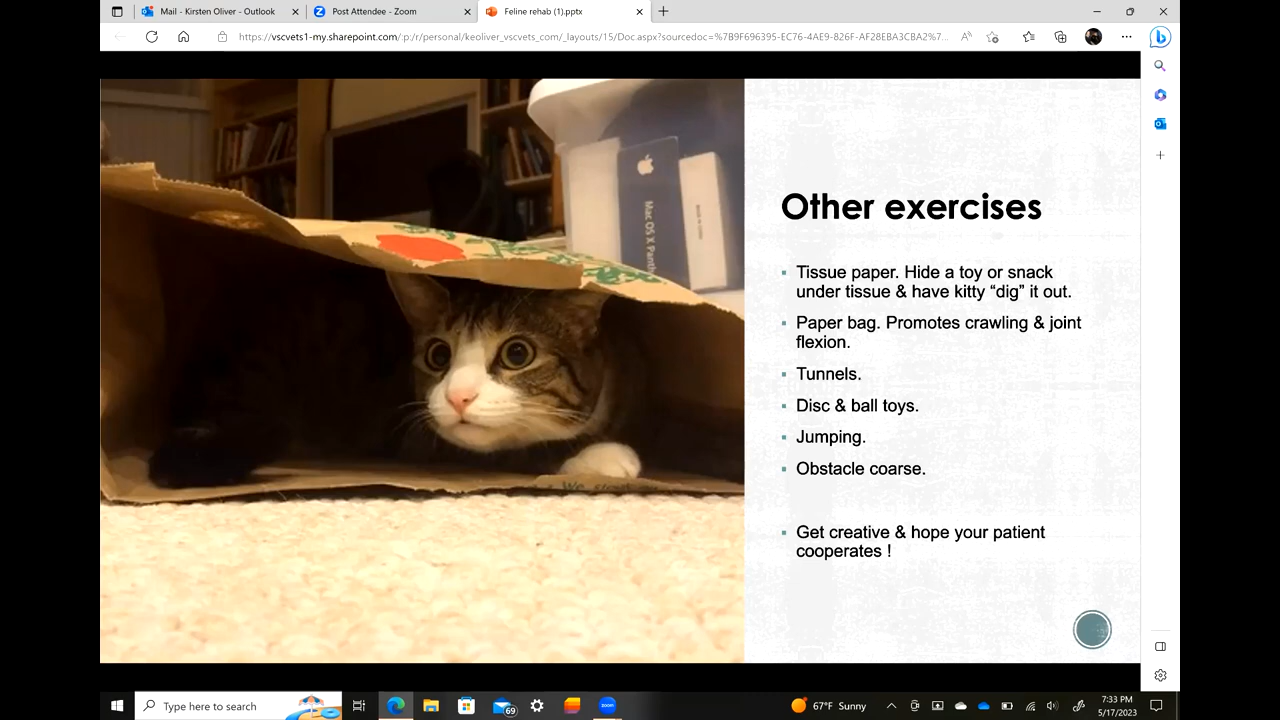 Mail - Kirsten Oliver - Outlook
Post Attendee - Zoom
Feline rehab (1).pptx
https://vscvets1-my.sharepoint.com/:p:/r/personal/keoliver_vscvets_com/_layouts/15/Doc.aspx?sourcedoc=%7B9F696395-EC76-4AE9-826F-AF28EBA3CBA2%7...
Mac OS X Panth
Other exercises
Tissue paper. Hide a toy or snack
under tissue & have kitty “dig” it out.
Paper bag. Promotes crawling & joint
flexion.
Tunnels.
Disc & ball toys.
Jumping.
Obstacle coarse.
Get creative & hope your patient
cooperates !
Type here to search
69
zoom
67°F Sunny
7:33 PM
5/17/2023